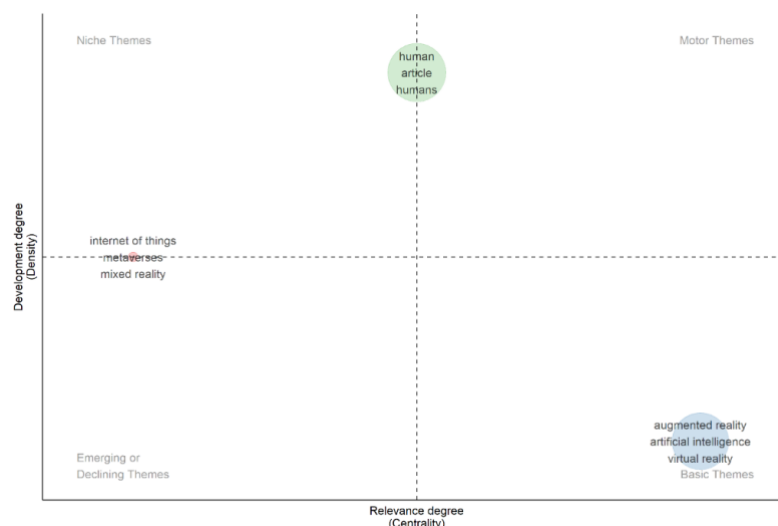 Niche Themes
Motor Themes
human
article
humans
Development degree
(Density)
internet of things
metaverses
mixed reality
augmented reality
artificial intelligence
virtual reality
Emerging or
Declining Themes
Basic Themes
Relevance degree
(Centrality)